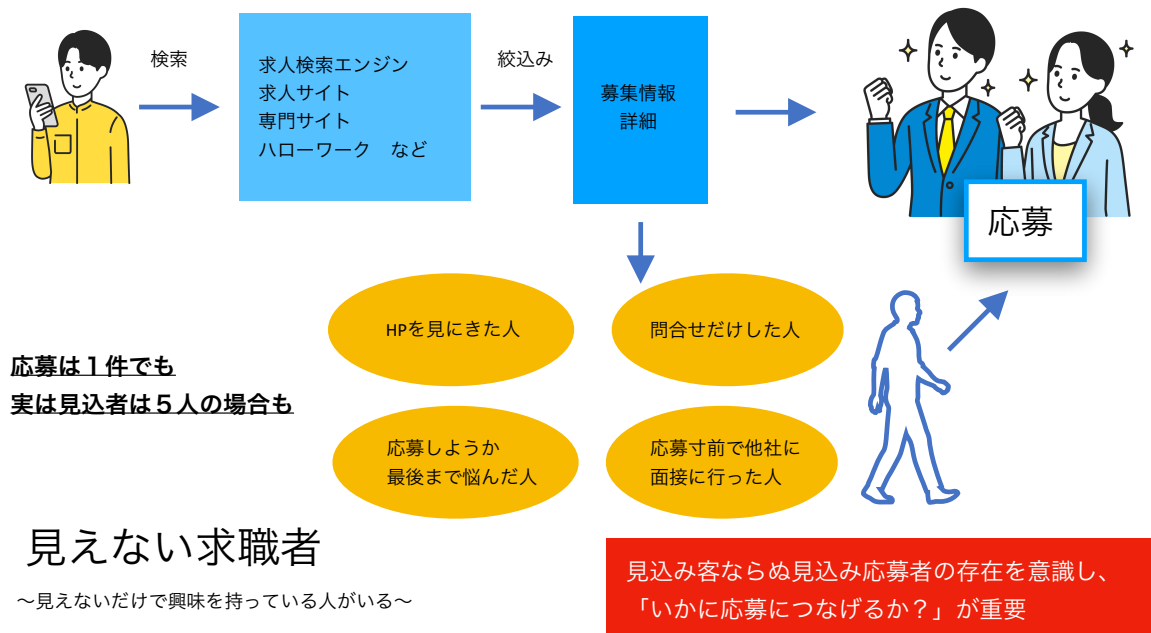 検索
求人検索エンジン
求人サイト
専門サイト
ハローワーク　など
絞込み
募集情報
詳細
応募
HPを見にきた人
問合せだけした人
応募は１件でも
実は見込者は５人の場合も
応募しようか
最後まで悩んだ人
応募寸前で他社に
面接に行った人
見えない求職者
〜見えないだけで興味を持っている人がいる〜
見込み客ならぬ見込み応募者の存在を意識し、
「いかに応募につなげるか？」が重要